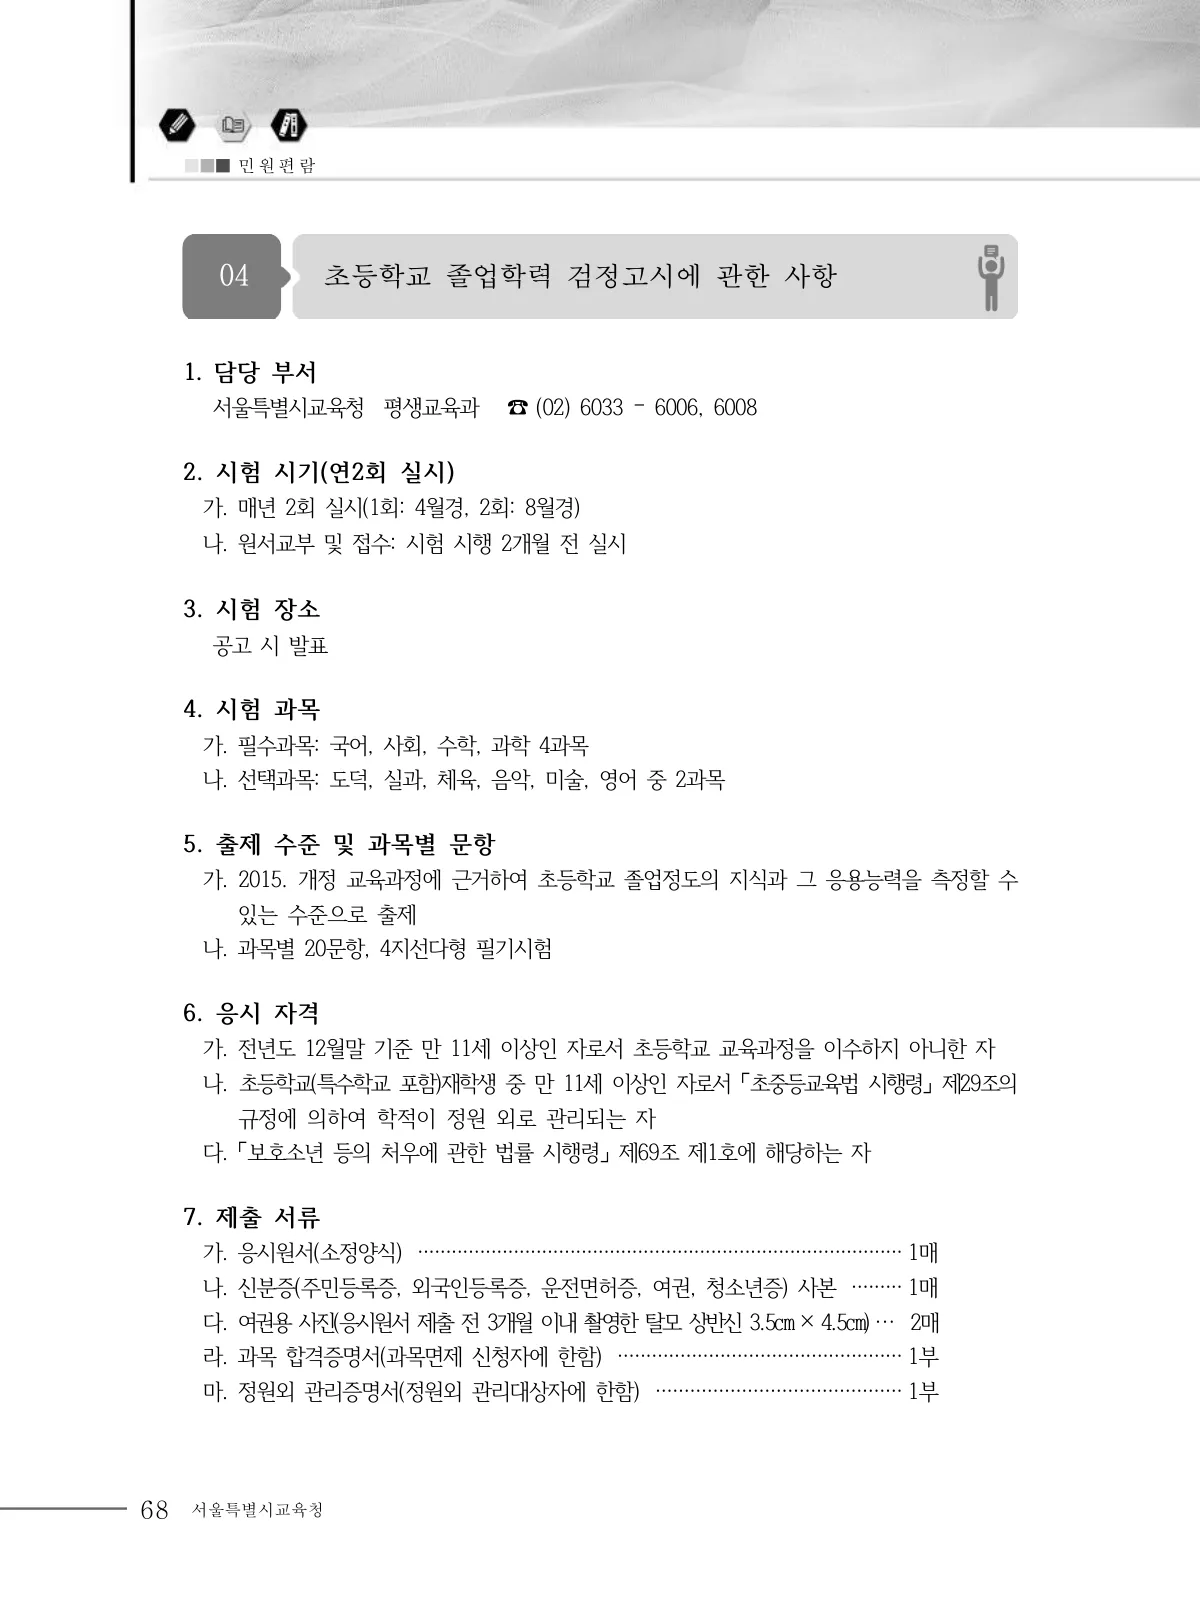 민원편람
04
초등학교 졸업학력 검정고시에 관한 사항
1. 담당 부서
서울특별시교육청 평생교육과 ☎ (02) 6033 - 6006, 6008
2. 시험 시기(연2회 실시)
가. 매년 2회 실시(1회: 4월경, 2회: 8월경)
나. 원서교부 및 접수: 시험 시행 2개월 전 실시
3. 시험 장소
공고 시 발표
4. 시험 과목
가. 필수과목: 국어, 사회, 수학, 과학 4과목
나. 선택과목: 도덕, 실과, 체육, 음악, 미술, 영어 중 2과목
5. 출제 수준 및 과목별 문항
가. 2015. 개정 교육과정에 근거하여 초등학교 졸업정도의 지식과 그 응용능력을 측정할 수
있는 수준으로 출제
나. 과목별 20문항, 4지선다형 필기시험
6. 응시 자격
가. 전년도 12월말 기준 만 11세 이상인 자로서 초등학교 교육과정을 이수하지 아니한 자
나. 초등학교(특수학교 포함)재학생 중 만 11세 이상인 자로서 「초중등교육법 시행령」 제29조의
규정에 의하여 학적이 정원 외로 관리되는 자
다. 「보호소년 등의 처우에 관한 법률 시행령」 제69조 제1호에 해당하는 자
7. 제출 서류
가. 응시원서(소정양식) ……………………………………………………………………… 1매
나. 신분증(주민등록증, 외국인등록증, 운전면허증, 여권, 청소년증) 사본 ……… 1매
다. 여권용 사진(응시원서 제출 전 3개월 이내 촬영한 탈모 상반신 3.5cm × 4.5cm) … 2매
라. 과목 합격증명서(과목면제 신청자에 한함) ………………………………………… 1부
마. 정원외 관리증명서(정원외 관리대상자에 한함) …………………………………… 1부
68 서울특별시교육청